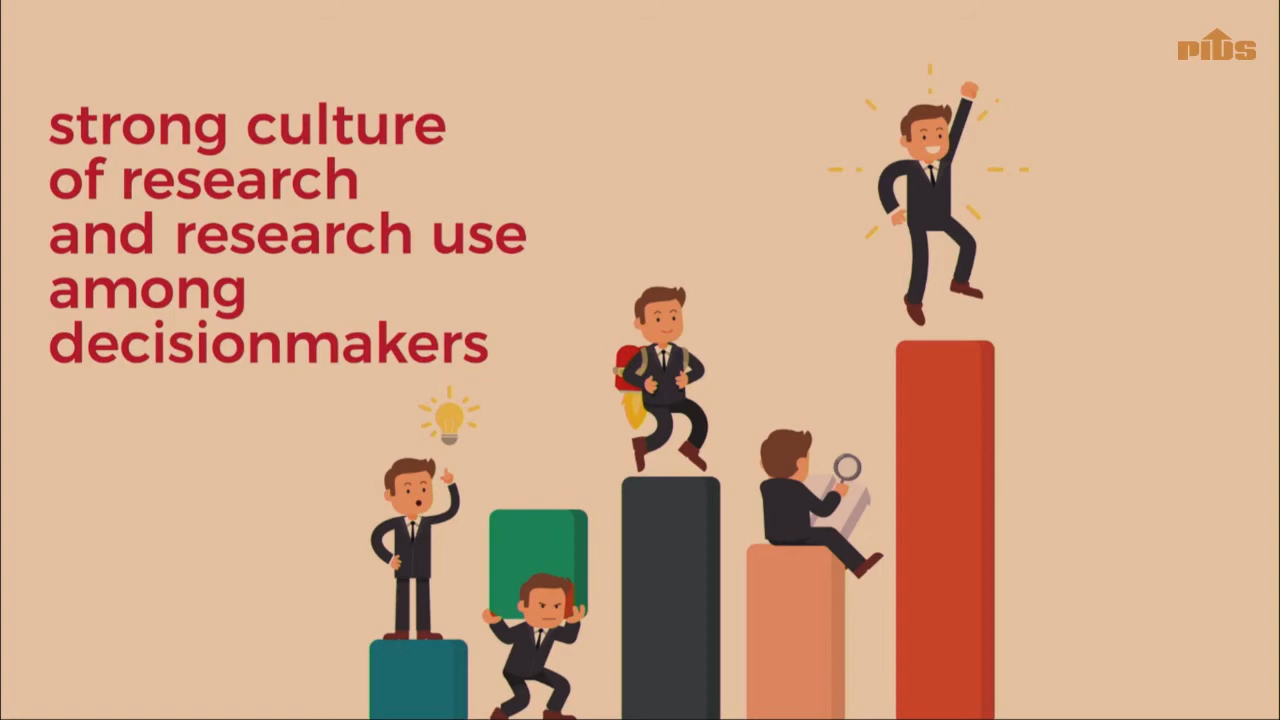 strong culture
of research
and research use
among
decisionmakers
PIDS